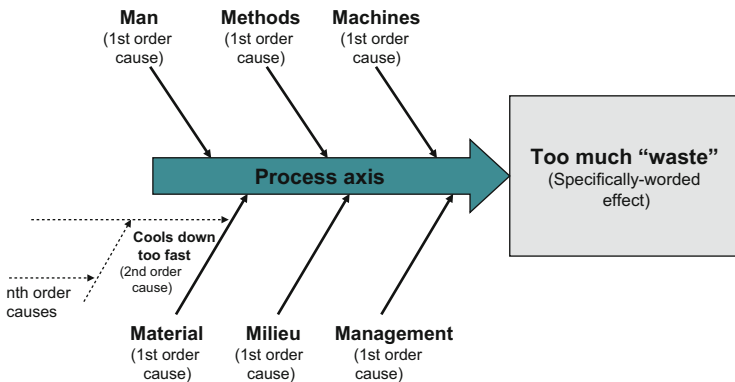 Man
(1st order
cause)
Methods
(1st order
cause)
Machines
(1st order
cause)
Process axis
Too much “waste”
(Specifically-worded
effect)
Cools down
too fast
(2nd order
cause)
nth order
causes
Material
(1st order
cause)
Milieu
(1st order
cause)
Management
(1st order
cause)